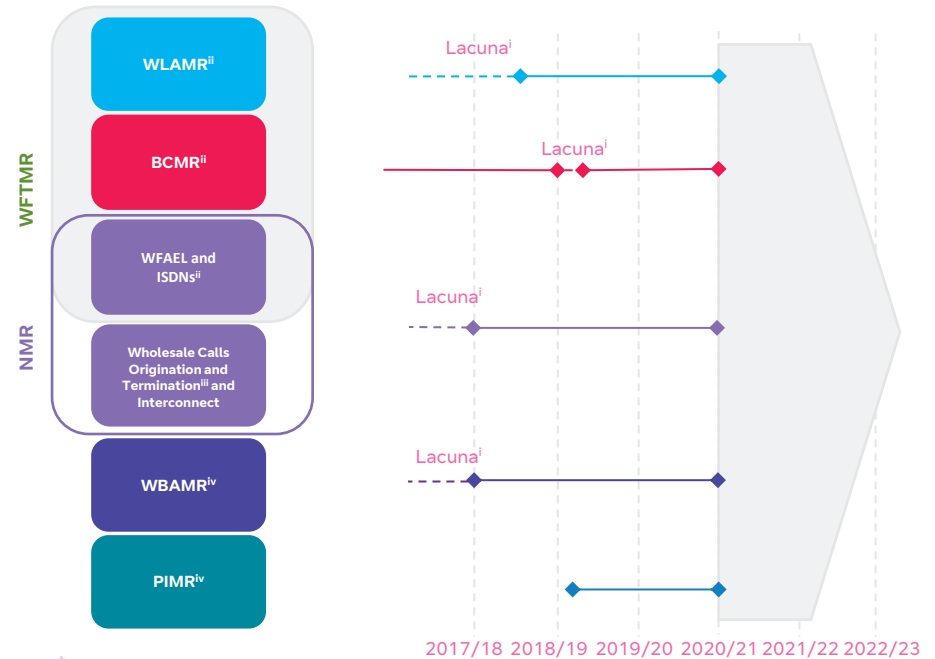 WFTMR
NMR
WLAMRⁱⁱ
BCMRⁱⁱ
WFAEL and
ISDNsⁱⁱ
Wholesale Calls
Origination and
Terminationⁱⁱⁱ and
Interconnect
WBAMRⁱᵛ
PIMRⁱᵛ
Lacunaⁱ
Lacunaⁱ
Lacunaⁱ
Lacunaⁱ
2017/18 2018/19 2019/20 2020/21 2021/22 2022/23